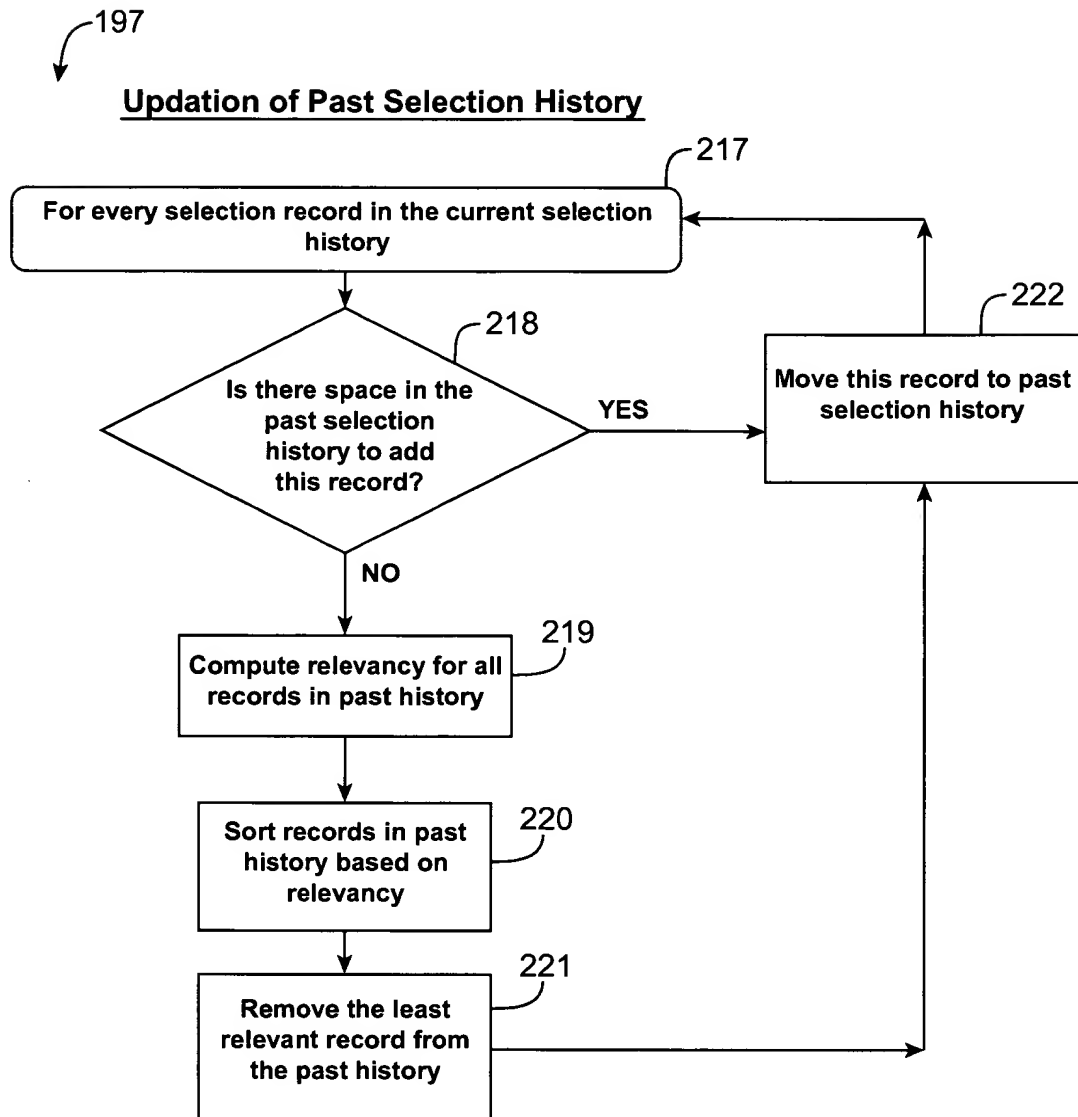 197
Updation of Past Selection History
217
For every selection record in the current selection
history
218
Is there space in the
past selection
history to add
this record?
YES
222
Move this record to past
selection history
NO
219
Compute relevancy for all
records in past history
220
Sort records in past
history based on
relevancy
221
Remove the least
relevant record from
the past history